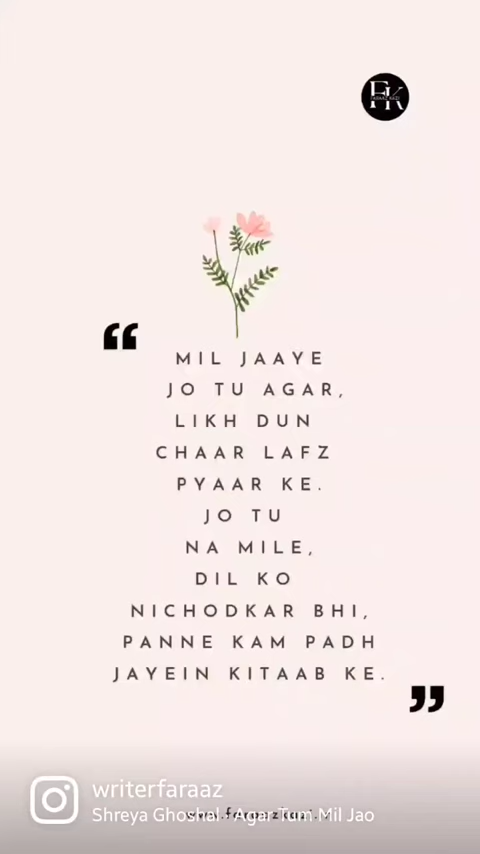 FK
“
MIL JAAYE
JO TU AGAR,
LIKH DUN
CHAAR LAFZ
PYAAR KE.
JO TU
NA MILE,
DIL KO
NICHODKAR BHI,
PANNE KAM PADH
JAYEIN KITAAB KE.
”
writerfaraaz
Shreya Ghoshal - Agar Tum Mil Jao